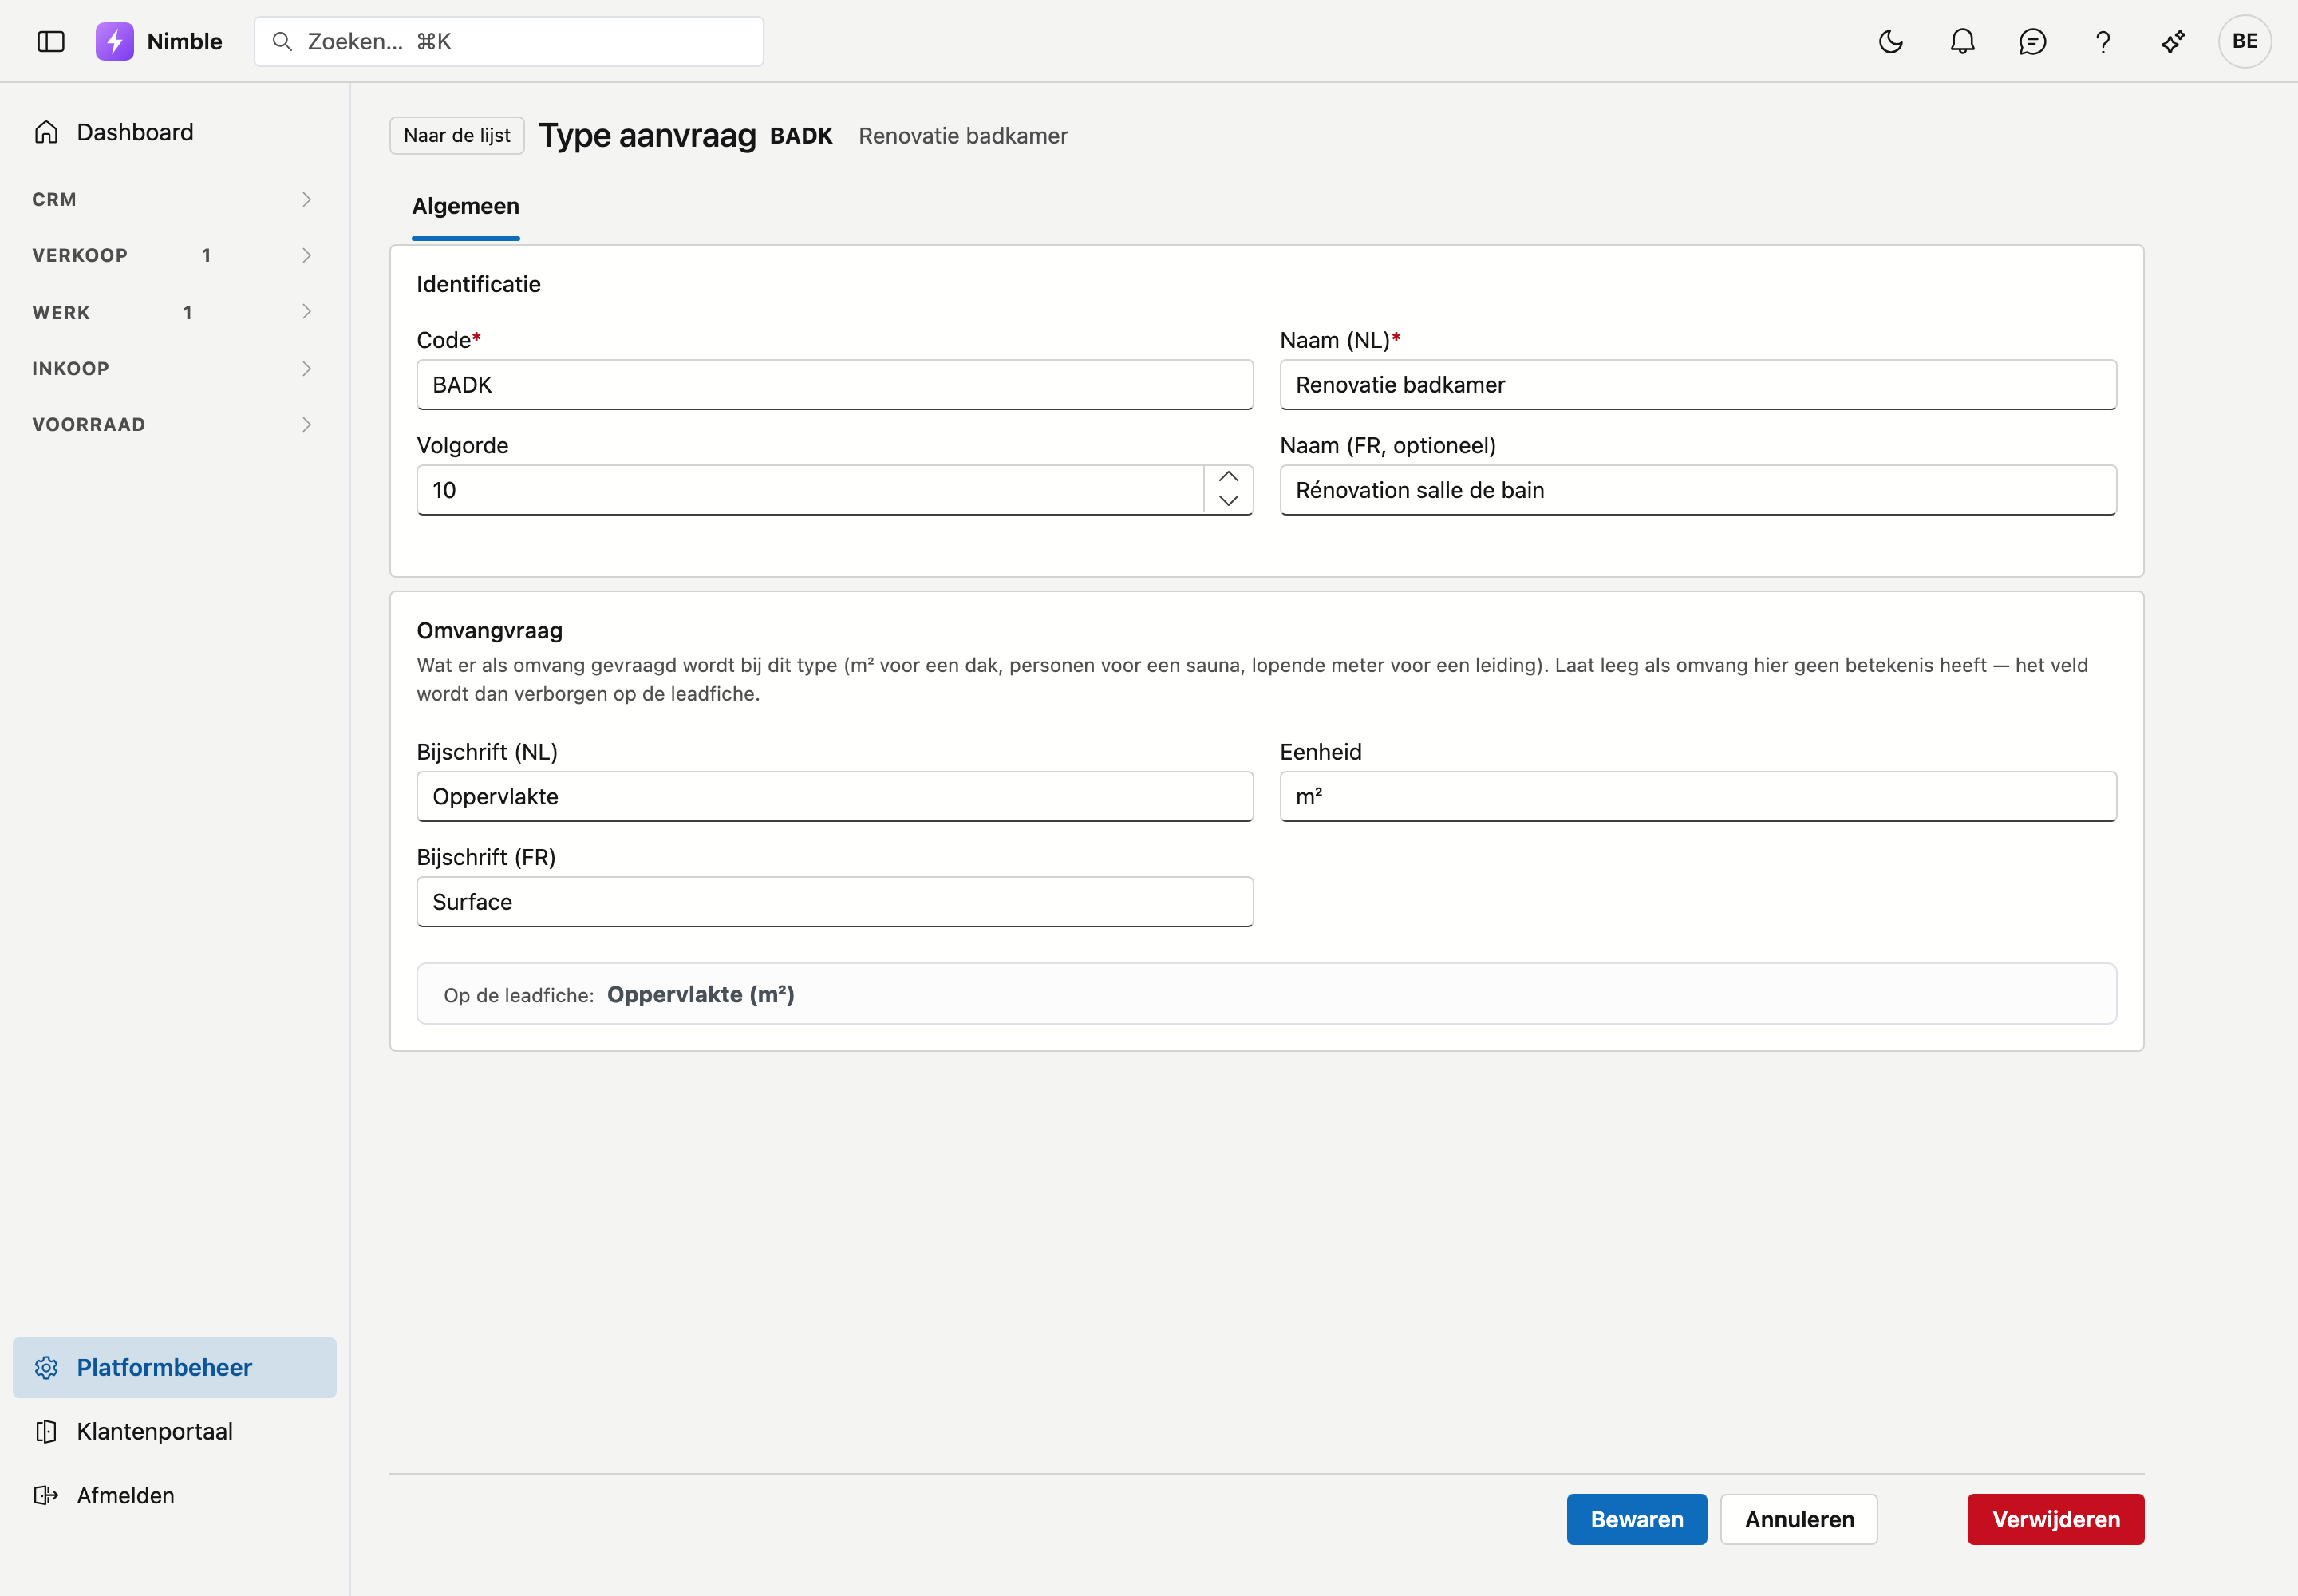 Nimble
Zoeken... ⌘K
BE
Dashboard
CRM
VERKOOP 1
WERK 1
INKOOP
VOORRAAD
Platformbeheer
Klantenportaal
Afmelden
Naar de lijst
Type aanvraag BADK Renovatie badkamer
Algemeen
Identificatie
Code*
BADK
Naam (NL)*
Renovatie badkamer
Volgorde
10
Naam (FR, optioneel)
Rénovation salle de bain
Omvangvraag
Wat er als omvang gevraagd wordt bij dit type (m² voor een dak, personen voor een sauna, lopende meter voor een leiding). Laat leeg als omvang hier geen betekenis heeft — het veld
wordt dan verborgen op de leadfiche.
Bijschrift (NL)
Oppervlakte
Eenheid
m²
Bijschrift (FR)
Surface
Op de leadfiche: Oppervlakte (m²)
Bewaren
Annuleren
Verwijderen